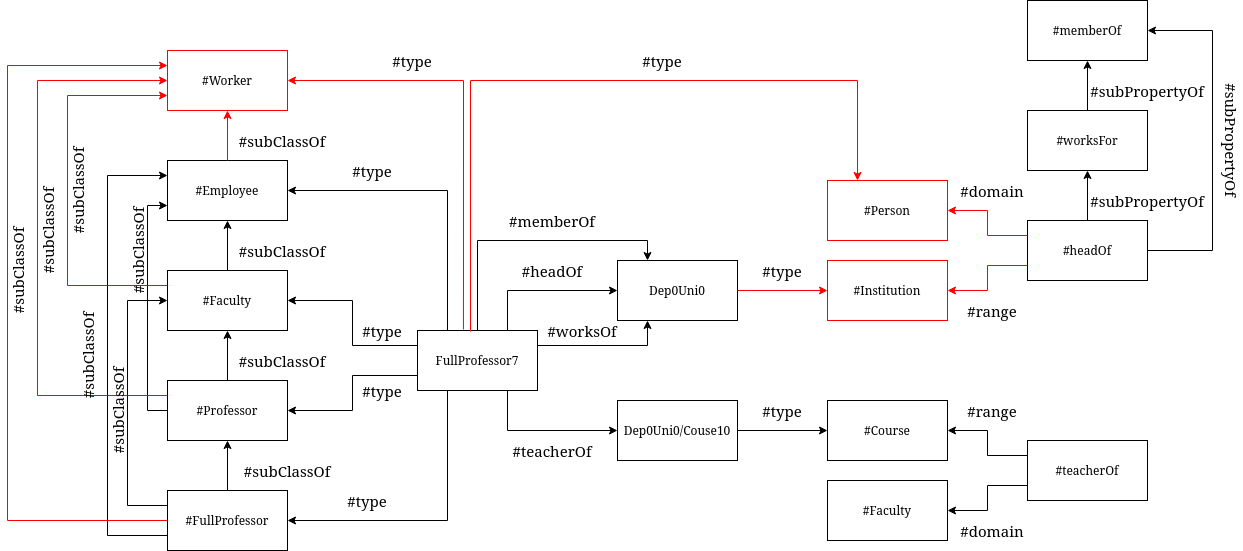 #memberOf
#type
#type
#Worker
#subPropertyOf
#subPropertyOf
#subClassOf
#worksFor
#subClassOf
#type
#Employee
#domain
#subPropertyOf
#Person
#subClassOf
#subClassOf
#subClassOf
#memberOf
#subClassOf
#headOf
#type
#headOf
#Faculty
Dep0Uni0
#Institution
#type
#worksOf
#range
#subClassOf
#subClassOf
#subClassOf
FullProfessor7
#type
#Professor
#range
#type
Dep0Uni0/Couse10
#Course
#teacherOf
#subClassOf
#teacherOf
#type
#FullProfessor
#Faculty
#domain